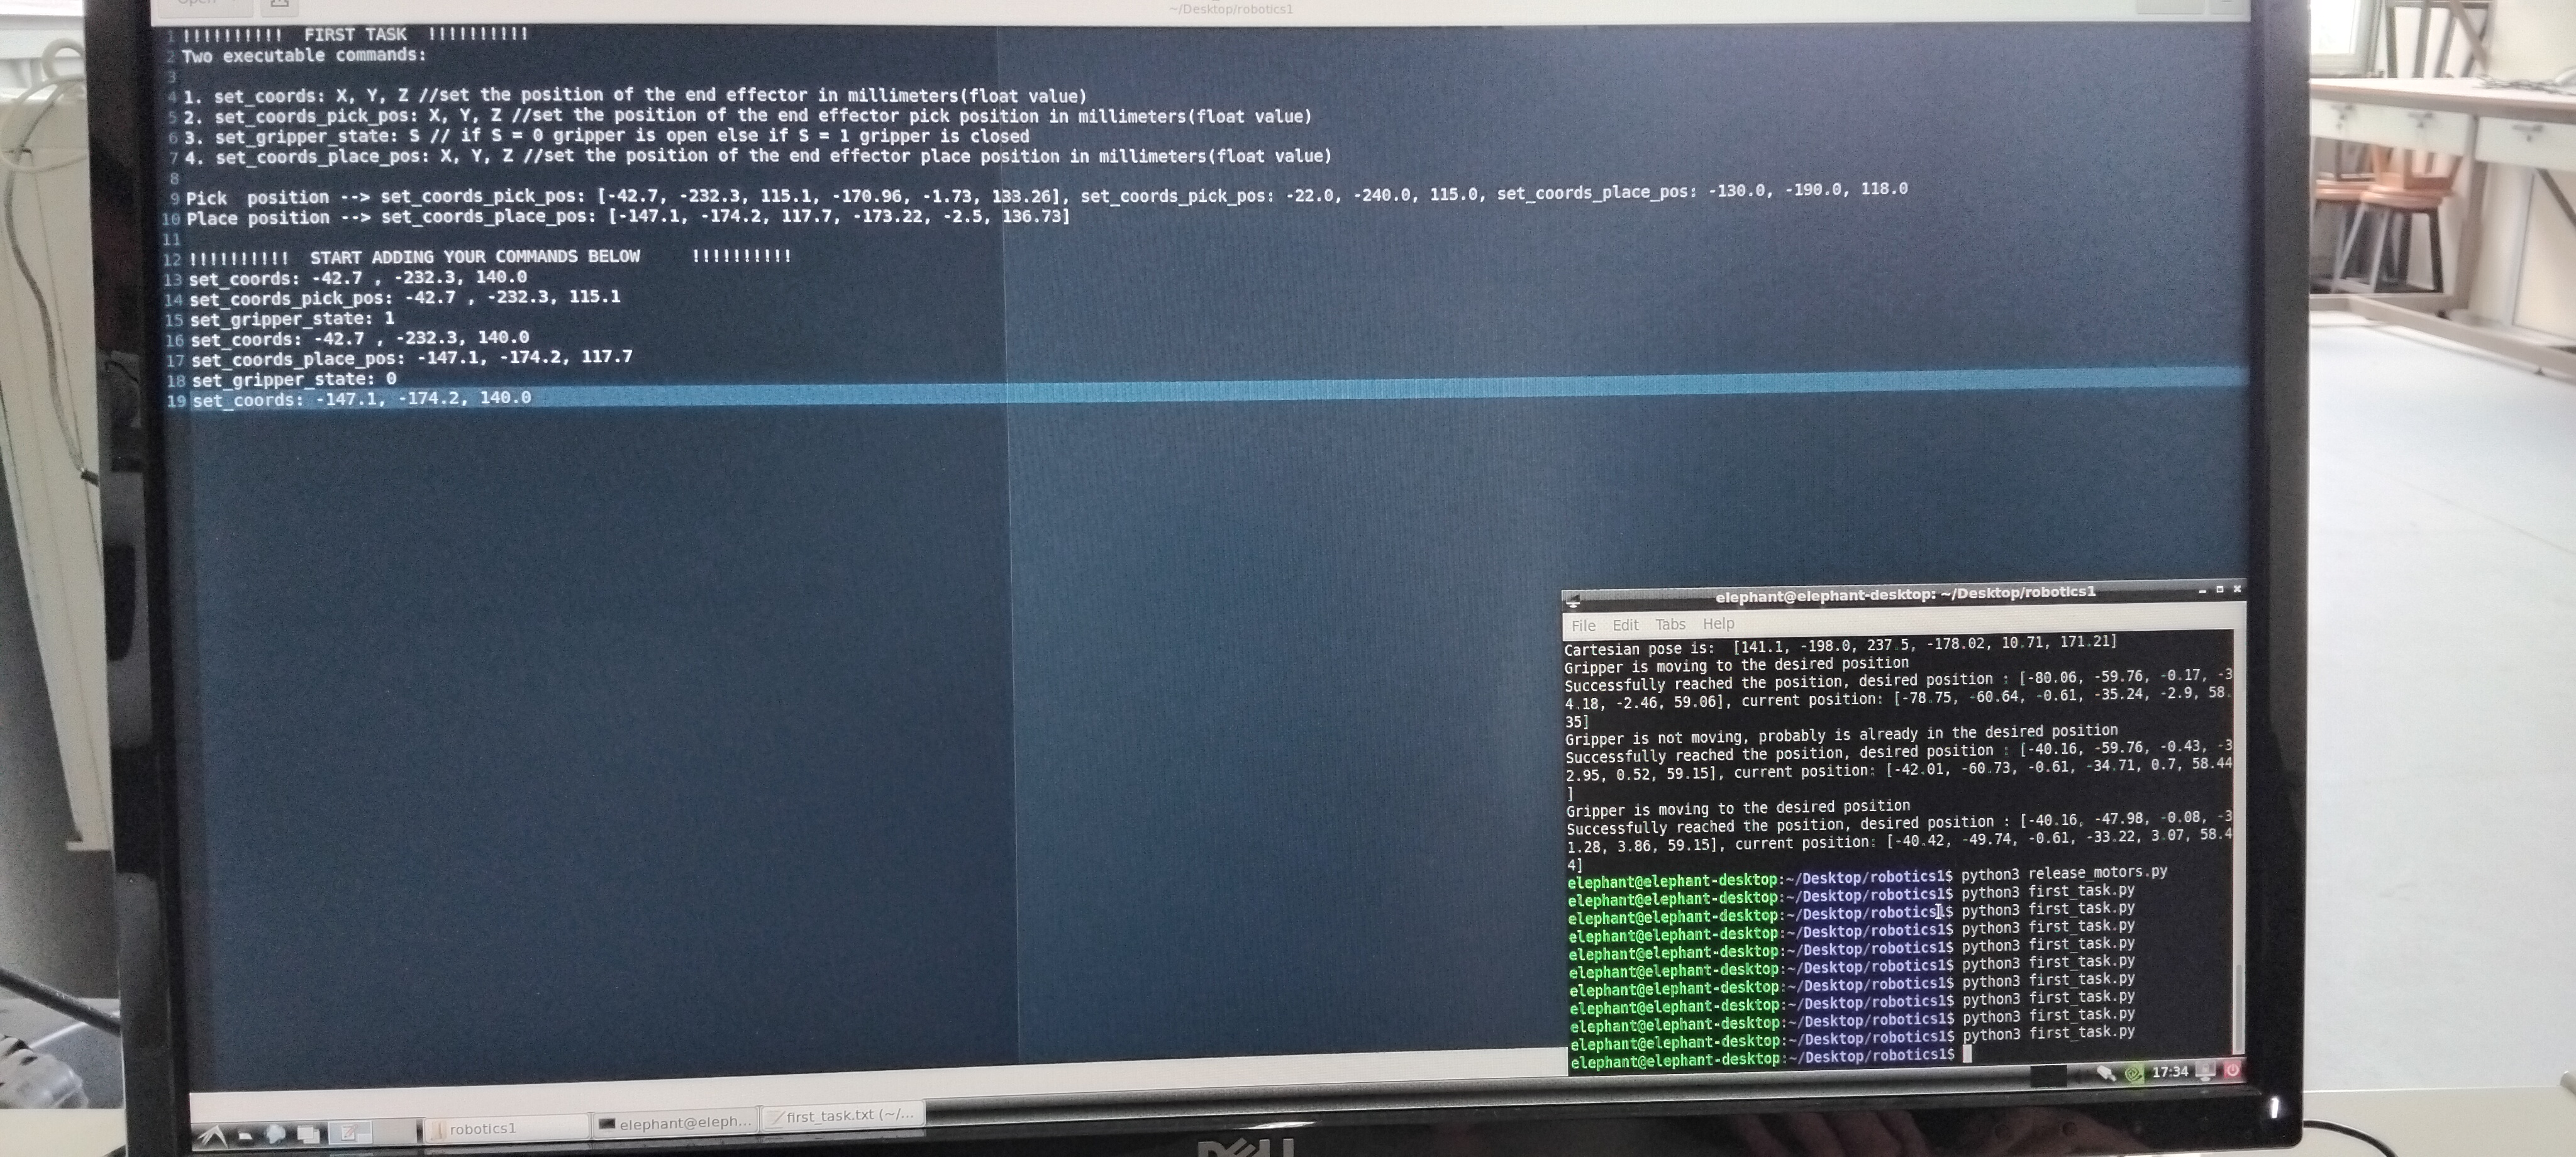 Open
~/Desktop/robotics1
1 !!!!!!!!!! FIRST TASK !!!!!!!!!!
2 Two executable commands:
3
4 1. set_coords: X, Y, Z //set the position of the end effector in millimeters(float value)
5 2. set_coords_pick_pos: X, Y, Z //set the position of the end effector pick position in millimeters(float value)
6 3. set_gripper_state: S // if S = 0 gripper is open else if S = 1 gripper is closed
7 4. set_coords_place_pos: X, Y, Z //set the position of the end effector place position in millimeters(float value)
8
9 Pick  position --> set_coords_pick_pos: [-42.7, -232.3, 115.1, -170.96, -1.73, 133.26], set_coords_pick_pos: -22.0, -240.0, 115.0, set_coords_place_pos: -130.0, -190.0, 118.0
10 Place position --> set_coords_place_pos: [-147.1, -174.2, 117.7, -173.22, -2.5, 136.73]
11
12 !!!!!!!!!! START ADDING YOUR COMMANDS BELOW !!!!!!!!!!
13 set_coords: -42.7 , -232.3, 140.0
14 set_coords_pick_pos: -42.7 , -232.3, 115.1
15 set_gripper_state: 1
16 set_coords: -42.7 , -232.3, 140.0
17 set_coords_place_pos: -147.1, -174.2, 117.7
18 set_gripper_state: 0
19 set_coords: -147.1, -174.2, 140.0
elephant@elephant-desktop: ~/Desktop/robotics1
File Edit Tabs Help
Cartesian pose is:  [141.1, -198.0, 237.5, -178.02, 10.71, 171.21]
Gripper is moving to the desired position
Successfully reached the position, desired position : [-80.06, -59.76, -0.17, -3
4.18, -2.46, 59.06], current position: [-78.75, -60.64, -0.61, -35.24, -2.9, 58.
35]
Gripper is not moving, probably is already in the desired position
Successfully reached the position, desired position : [-40.16, -59.76, -0.43, -3
2.95, 0.52, 59.15], current position: [-42.01, -60.73, -0.61, -34.71, 0.7, 58.44
]
Gripper is moving to the desired position
Successfully reached the position, desired position : [-40.16, -47.98, -0.08, -3
1.28, 3.86, 59.15], current position: [-40.42, -49.74, -0.61, -33.22, 3.07, 58.4
4]
elephant@elephant-desktop:~/Desktop/robotics1$ python3 release_motors.py
elephant@elephant-desktop:~/Desktop/robotics1$ python3 first_task.py
elephant@elephant-desktop:~/Desktop/robotics1$ python3 first_task.py
elephant@elephant-desktop:~/Desktop/robotics1$ python3 first_task.py
elephant@elephant-desktop:~/Desktop/robotics1$ python3 first_task.py
elephant@elephant-desktop:~/Desktop/robotics1$ python3 first_task.py
elephant@elephant-desktop:~/Desktop/robotics1$ python3 first_task.py
elephant@elephant-desktop:~/Desktop/robotics1$ python3 first_task.py
elephant@elephant-desktop:~/Desktop/robotics1$ python3 first_task.py
elephant@elephant-desktop:~/Desktop/robotics1$ python3 first_task.py
elephant@elephant-desktop:~/Desktop/robotics1$
17:34
robotics1
elephant@eleph...
first_task.txt (~/...
DELL